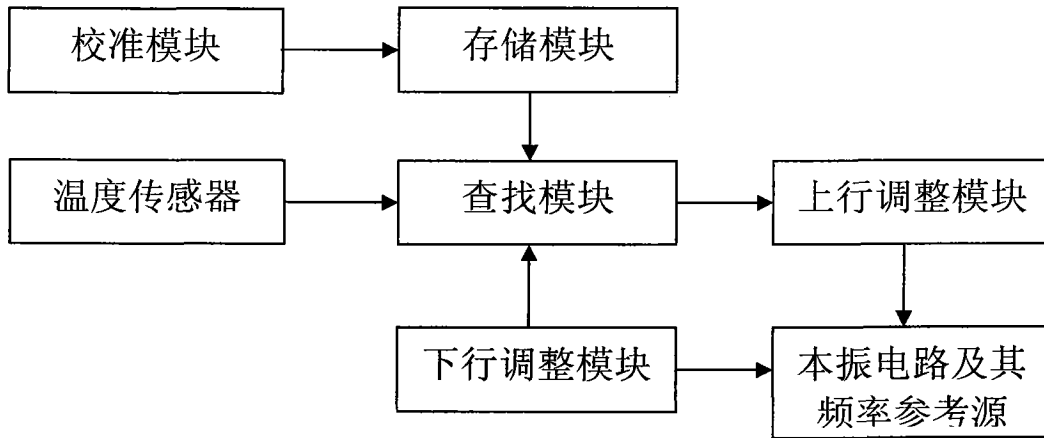 校准模块
存储模块
温度传感器
查找模块
上行调整模块
下行调整模块
本振电路及其
频率参考源